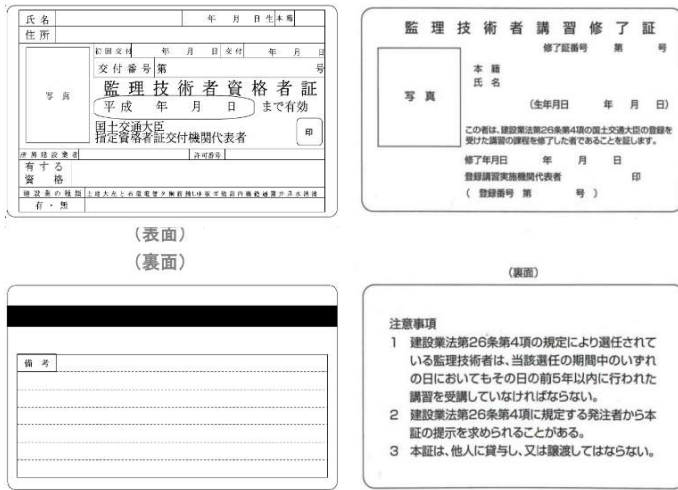 氏名 年 月 日生 本籍
住所
初回交付 年 月 日 交付 年 月 日
交付番号 第 号
写真
監理技術者資格者証
平成 年 月 日 まで有効
国土交通大臣
指定資格者証交付機関代表者 印
所属建設業者 許可番号
有する
資格
建設業の種類
有・無
(表面)
(裏面)
備考
監理技術者講習修了証
修了証番号 第 号
写真
本籍
氏名
(生年月日 年 月 日)
この者は、建設業法第26条第4項の国土交通大臣の登録を
受けた講習の課程を修了した者であることを証します。
修了年月日 年 月 日
登録講習実施機関代表者 印
( 登録番号 第 号 )
(裏面)
注意事項
1 建設業法第26条第4項の規定により選任されて
いる監理技術者は、当該選任の期間中のいずれ
の日においてもその日の前5年以内に行われた
講習を受講していなければならない。
2 建設業法第26条第4項に規定する発注者から本
証の提示を求められることがある。
3 本証は、他人に貸与し、又は譲渡してはならない。